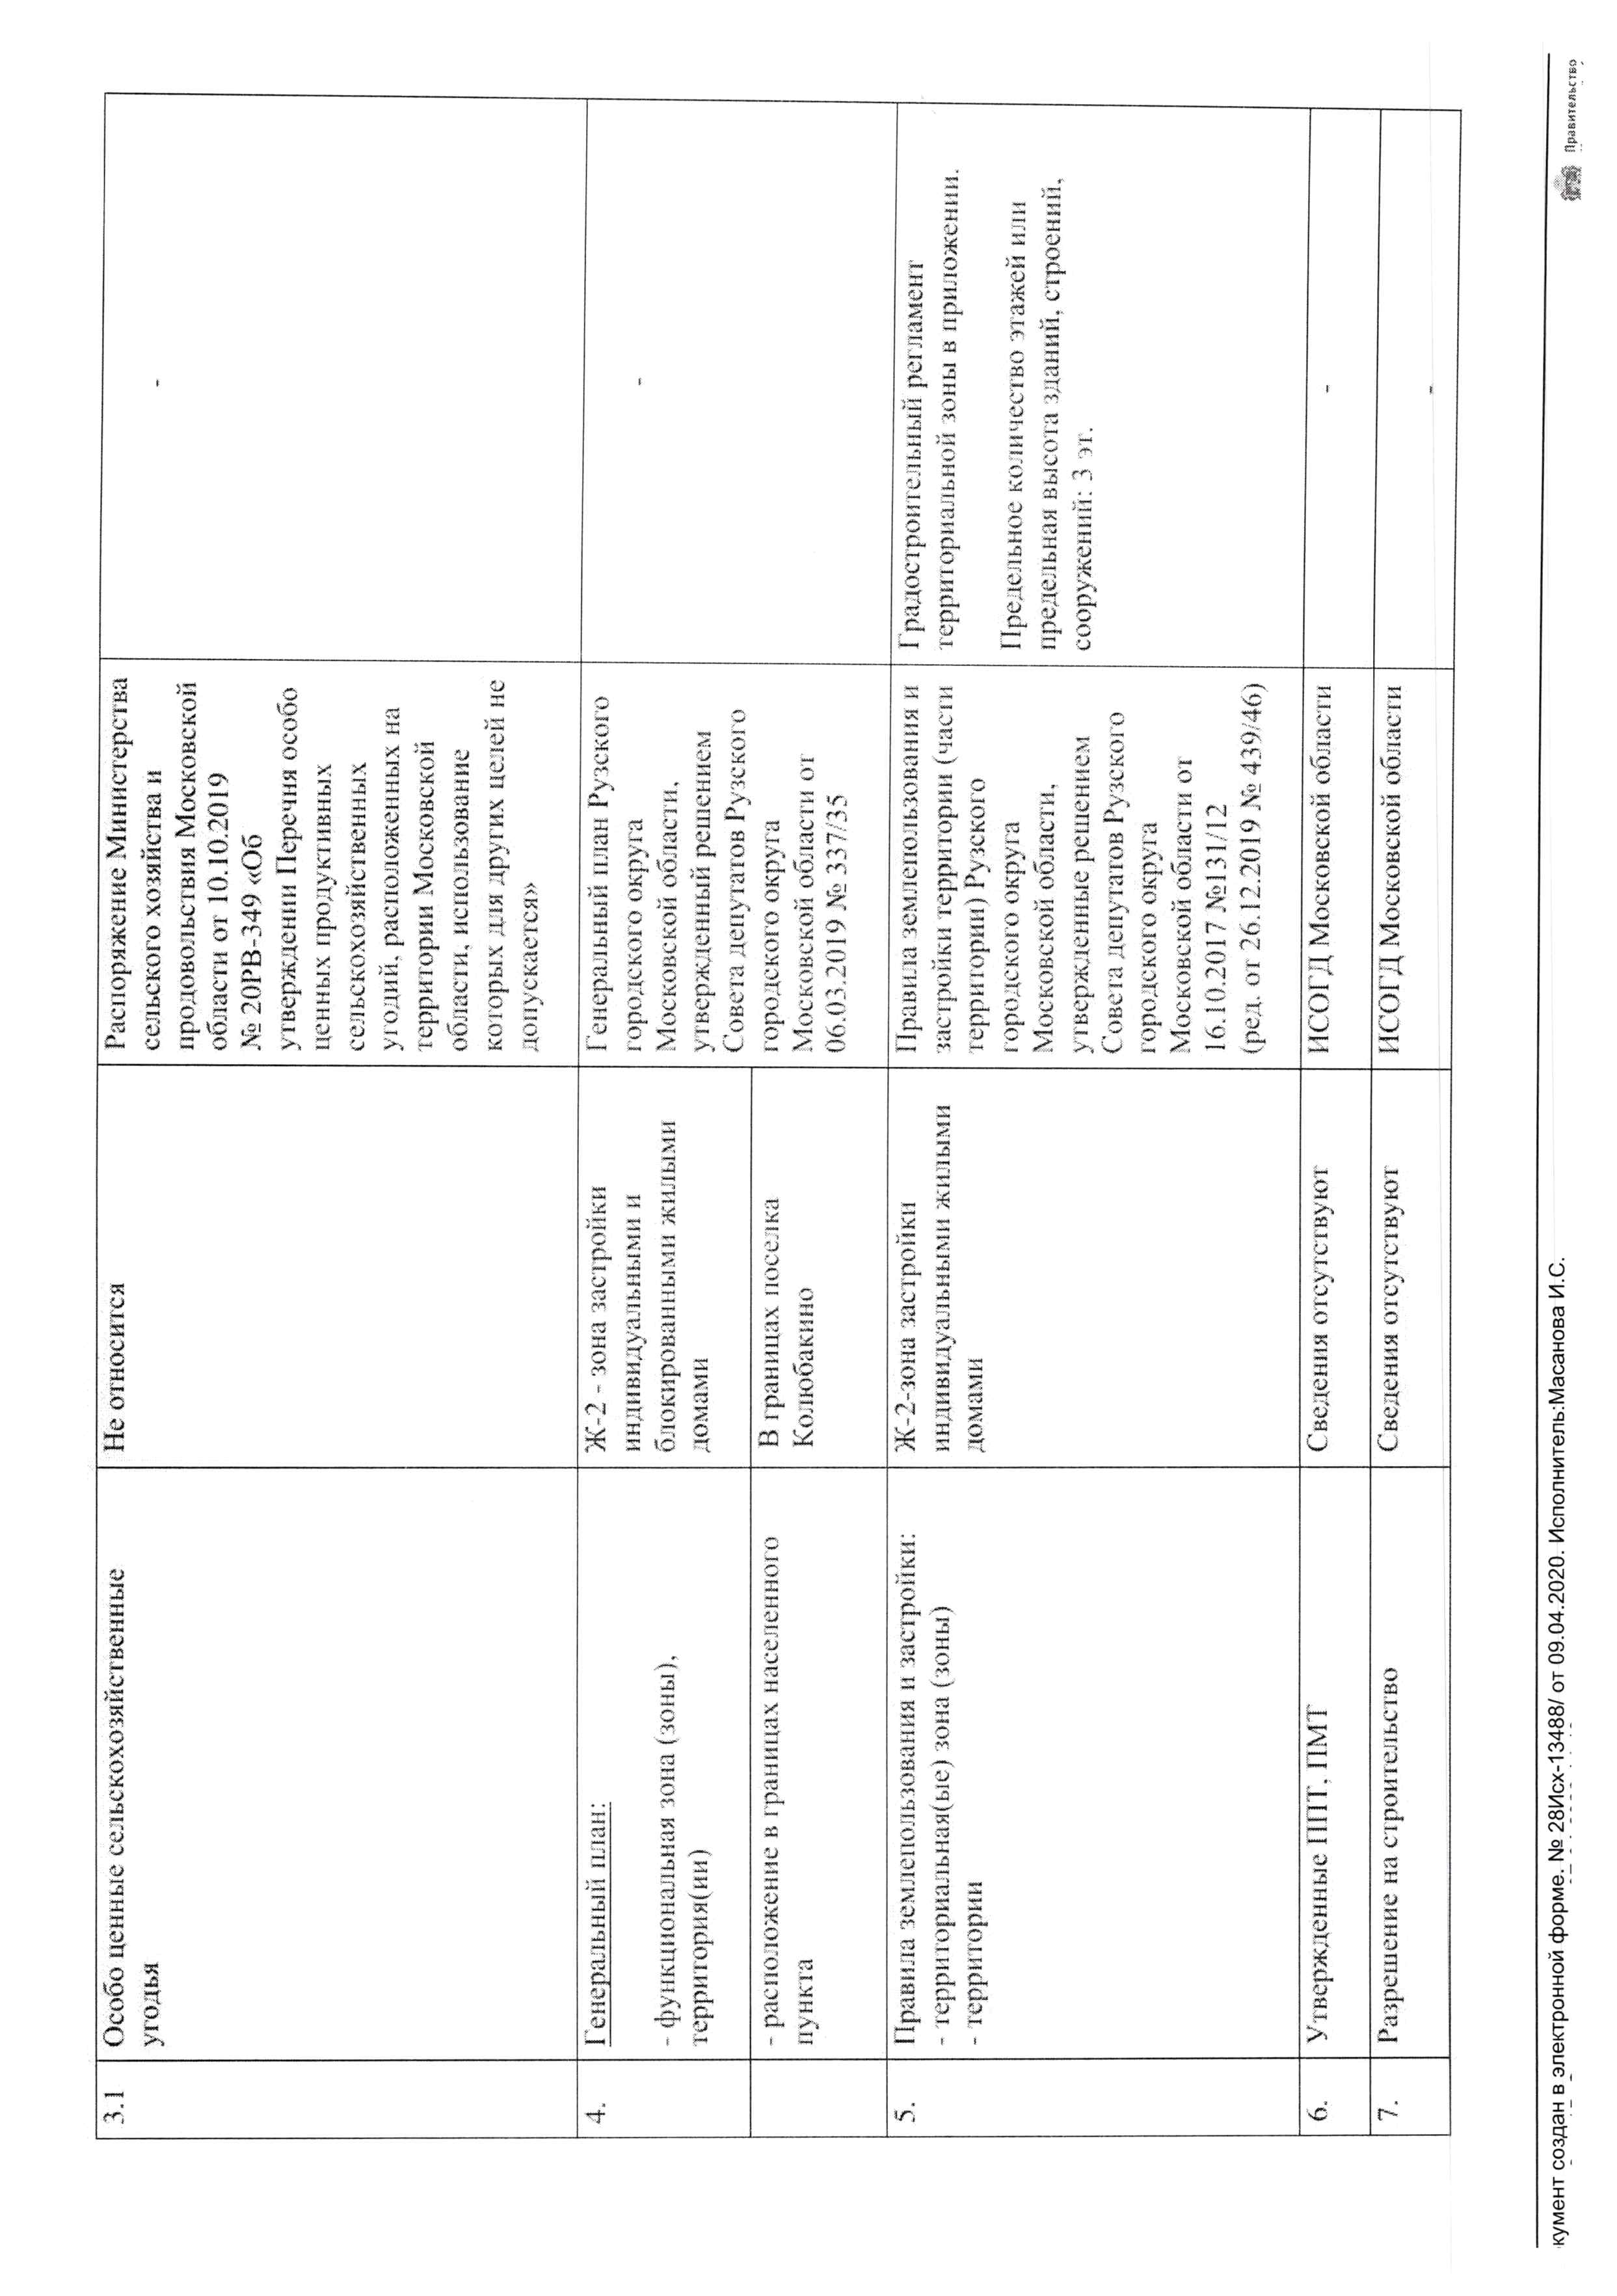 3.1
Особо ценные сельскохозяйственные
угодья
Не относится
Распоряжение Министерства
сельского хозяйства и
продовольствия Московской
области от 10.10.2019
№ 20РВ-349 «Об
утверждении Перечня особо
ценных продуктивных
сельскохозяйственных
угодий, расположенных на
территории Московской
области, использование
которых для других целей не
допускается»
-
4.
Генеральный план:
- функциональная зона (зоны),
территория(ии)
Ж-2 - зона застройки
индивидуальными и
блокированными жилыми
домами
Генеральный план Рузского
городского округа
Московской области,
утвержденный решением
Совета депутатов Рузского
городского округа
Московской области от
06.03.2019 № 337/35
-
- расположение в границах населенного
пункта
В границах поселка
Колюбакино
5.
Правила землепользования и застройки:
- территориальная(ые) зона (зоны)
- территории
Ж-2-зона застройки
индивидуальными жилыми
домами
Правила землепользования и
застройки территории (части
территории) Рузского
городского округа
Московской области,
утвержденные решением
Совета депутатов Рузского
городского округа
Московской области от
16.10.2017 №131/12
(ред. от 26.12.2019 № 439/46)
Градостроительный регламент
территориальной зоны в приложении.
Предельное количество этажей или
предельная высота зданий, строений,
сооружений: 3 эт.
6.
Утвержденные ППТ, ПМТ
Сведения отсутствуют
ИСОГД Московской области
-
7.
Разрешение на строительство
Сведения отсутствуют
ИСОГД Московской области
-
кумент создан в электронной форме. № 28Исх-13488/ от 09.04.2020. Исполнитель:Масанова И.С.
Правительство